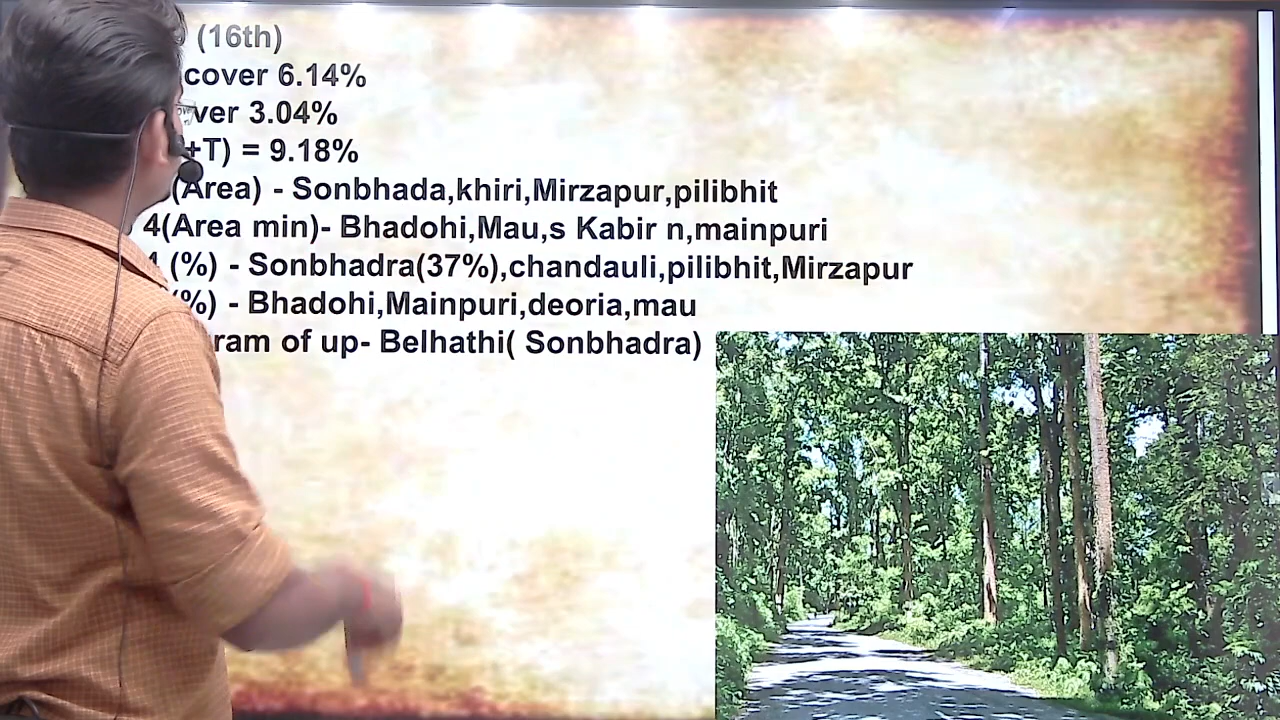 (16th)
cover 6.14%
ver 3.04%
+T) = 9.18%
(Area) - Sonbhada,khiri,Mirzapur,pilibhit
4(Area min)- Bhadohi,Mau,s Kabir n,mainpuri
(%) - Sonbhadra(37%),chandauli,pilibhit,Mirzapur
(%) - Bhadohi,Mainpuri,deoria,mau
ram of up- Belhathi( Sonbhadra)